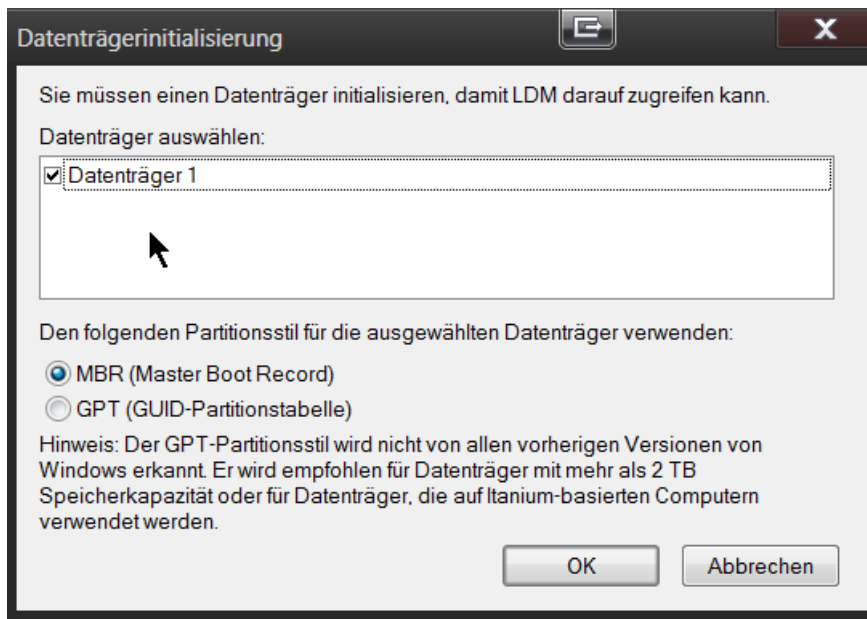 Datenträgerinitialisierung
Sie müssen einen Datenträger initialisieren, damit LDM darauf zugreifen kann.
Datenträger auswählen:
Datenträger 1
Den folgenden Partitionsstil für die ausgewählten Datenträger verwenden:
MBR (Master Boot Record)
GPT (GUID-Partitionstabelle)
Hinweis: Der GPT-Partitionsstil wird nicht von allen vorherigen Versionen von
Windows erkannt. Er wird empfohlen für Datenträger mit mehr als 2 TB
Speicherkapazität oder für Datenträger, die auf Itanium-basierten Computern
verwendet werden.
OK Abbrechen